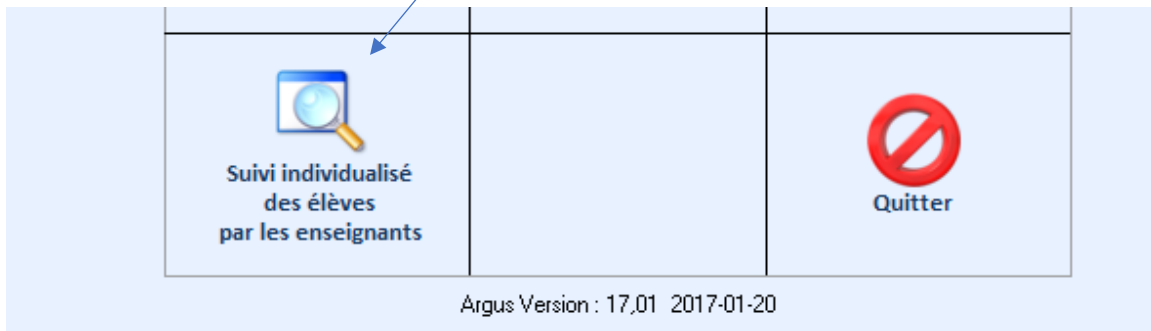 Suivi individualisé
des élèves
par les enseignants
Quitter
Argus Version : 17,01 2017-01-20